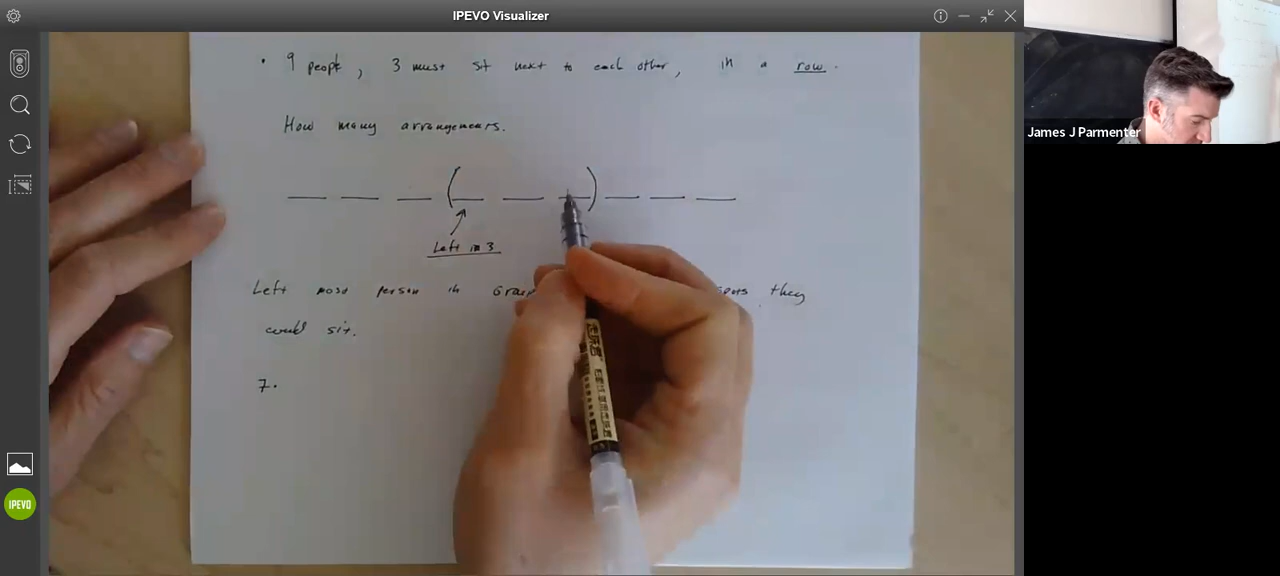 IPEVO Visualizer
James J Parmenter
• 9 people, 3 must sit next to each other, in a row.
How many arrangements.
( )
Left in 3
Left most person in Group they
could sit.
7.
IPEVO